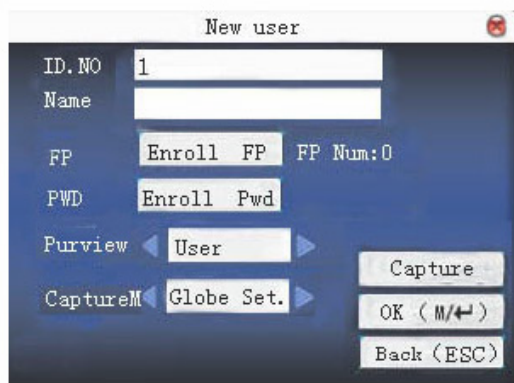 New user
ID.NO 1
Name
FP Enroll FP FP Num:0
PWD Enroll Pwd
Purview User
Capture
CaptureM Globe Set.
OK (M/↵)
Back (ESC)